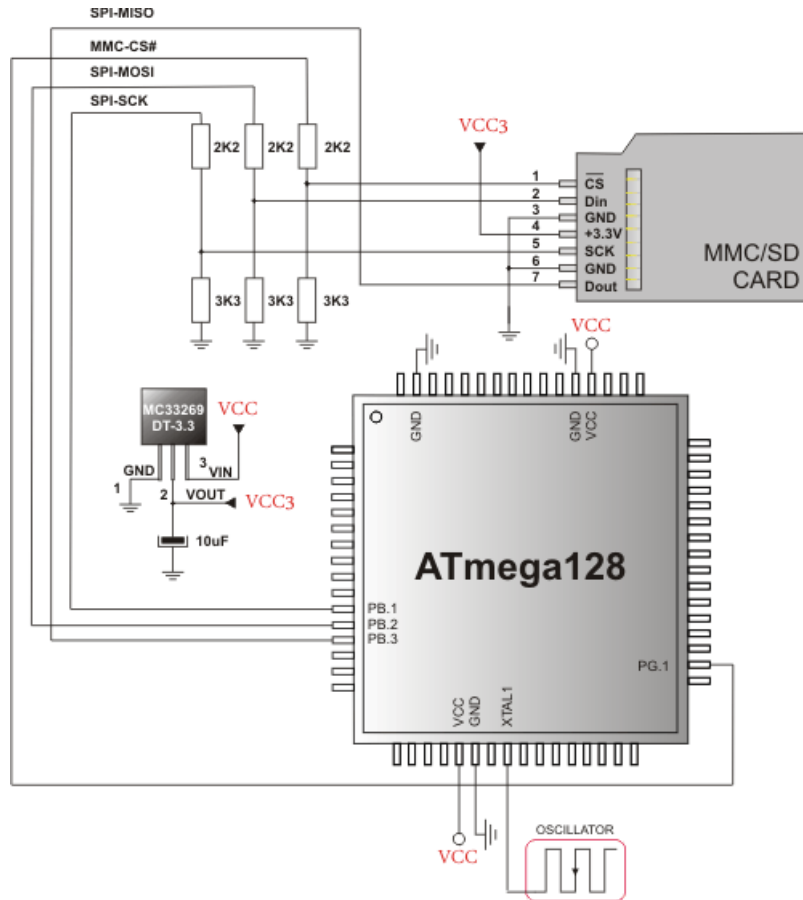 SPI-MISO
MMC-CS#
SPI-MOSI
SPI-SCK
VCC3
2K2
2K2
2K2
1
CS
2
Din
3
GND
4
+3.3V
5
SCK
6
GND
7
Dout
MMC/SD
CARD
3K3
3K3
3K3
VCC
MC33269
DT-3.3
VCC
GND
3
VIN
1
2
VOUT
VCC3
10uF
GND
GND
VCC
ATmega128
PB.1
PB.2
PB.3
PG.1
VCC
GND
XTAL1
VCC
OSCILLATOR